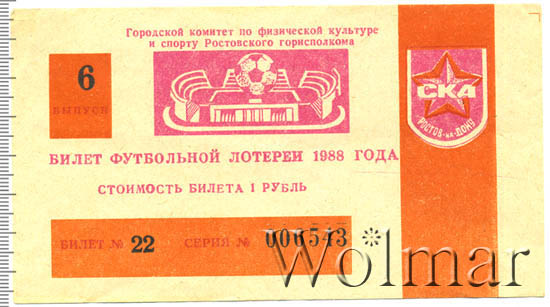 Городской комитет по физической культуре
и спорту Ростовского горисполкома
6
ВЫПУСК
СКА
РОСТОВ-НА-ДОНУ
БИЛЕТ ФУТБОЛЬНОЙ ЛОТЕРЕИ 1988 ГОДА
СТОИМОСТЬ БИЛЕТА 1 РУБЛЬ
БИЛЕТ № 22 СЕРИЯ № 006543 *
Wolmar